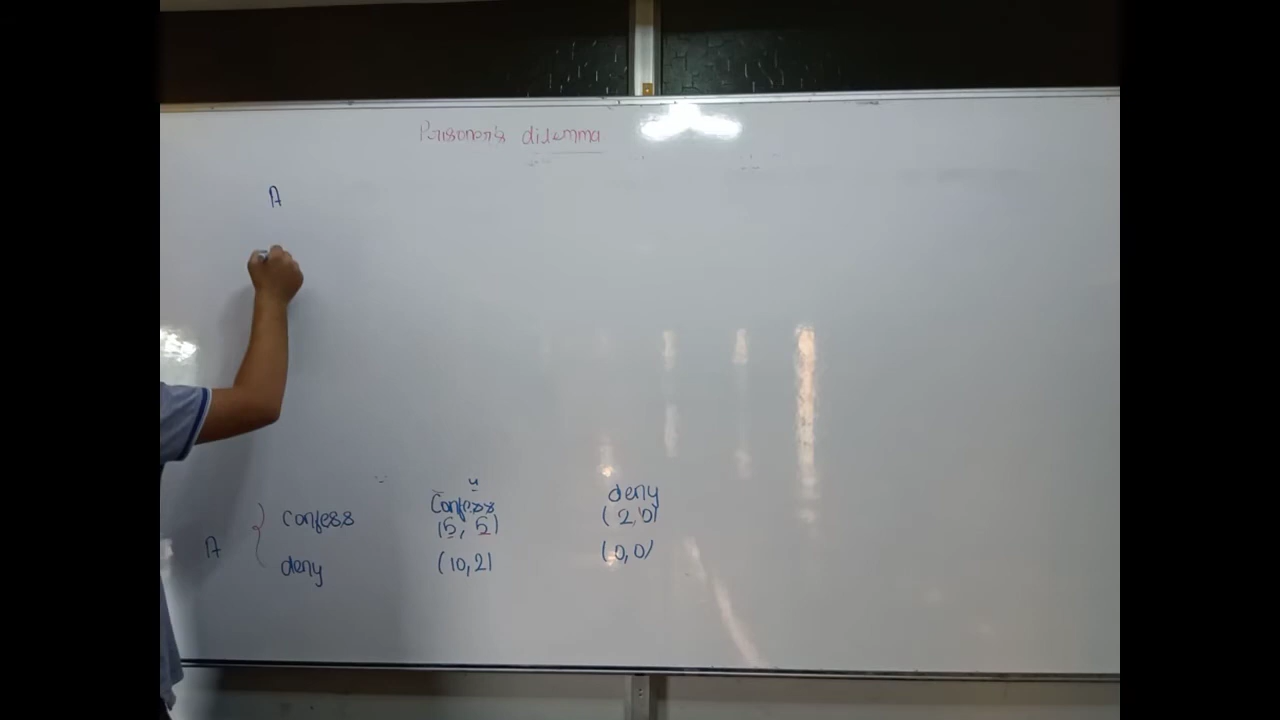 Prisoner's dilemma
A
Confess deny
confess (5, 5) (2,0)
A
deny (10,2) (0,0)